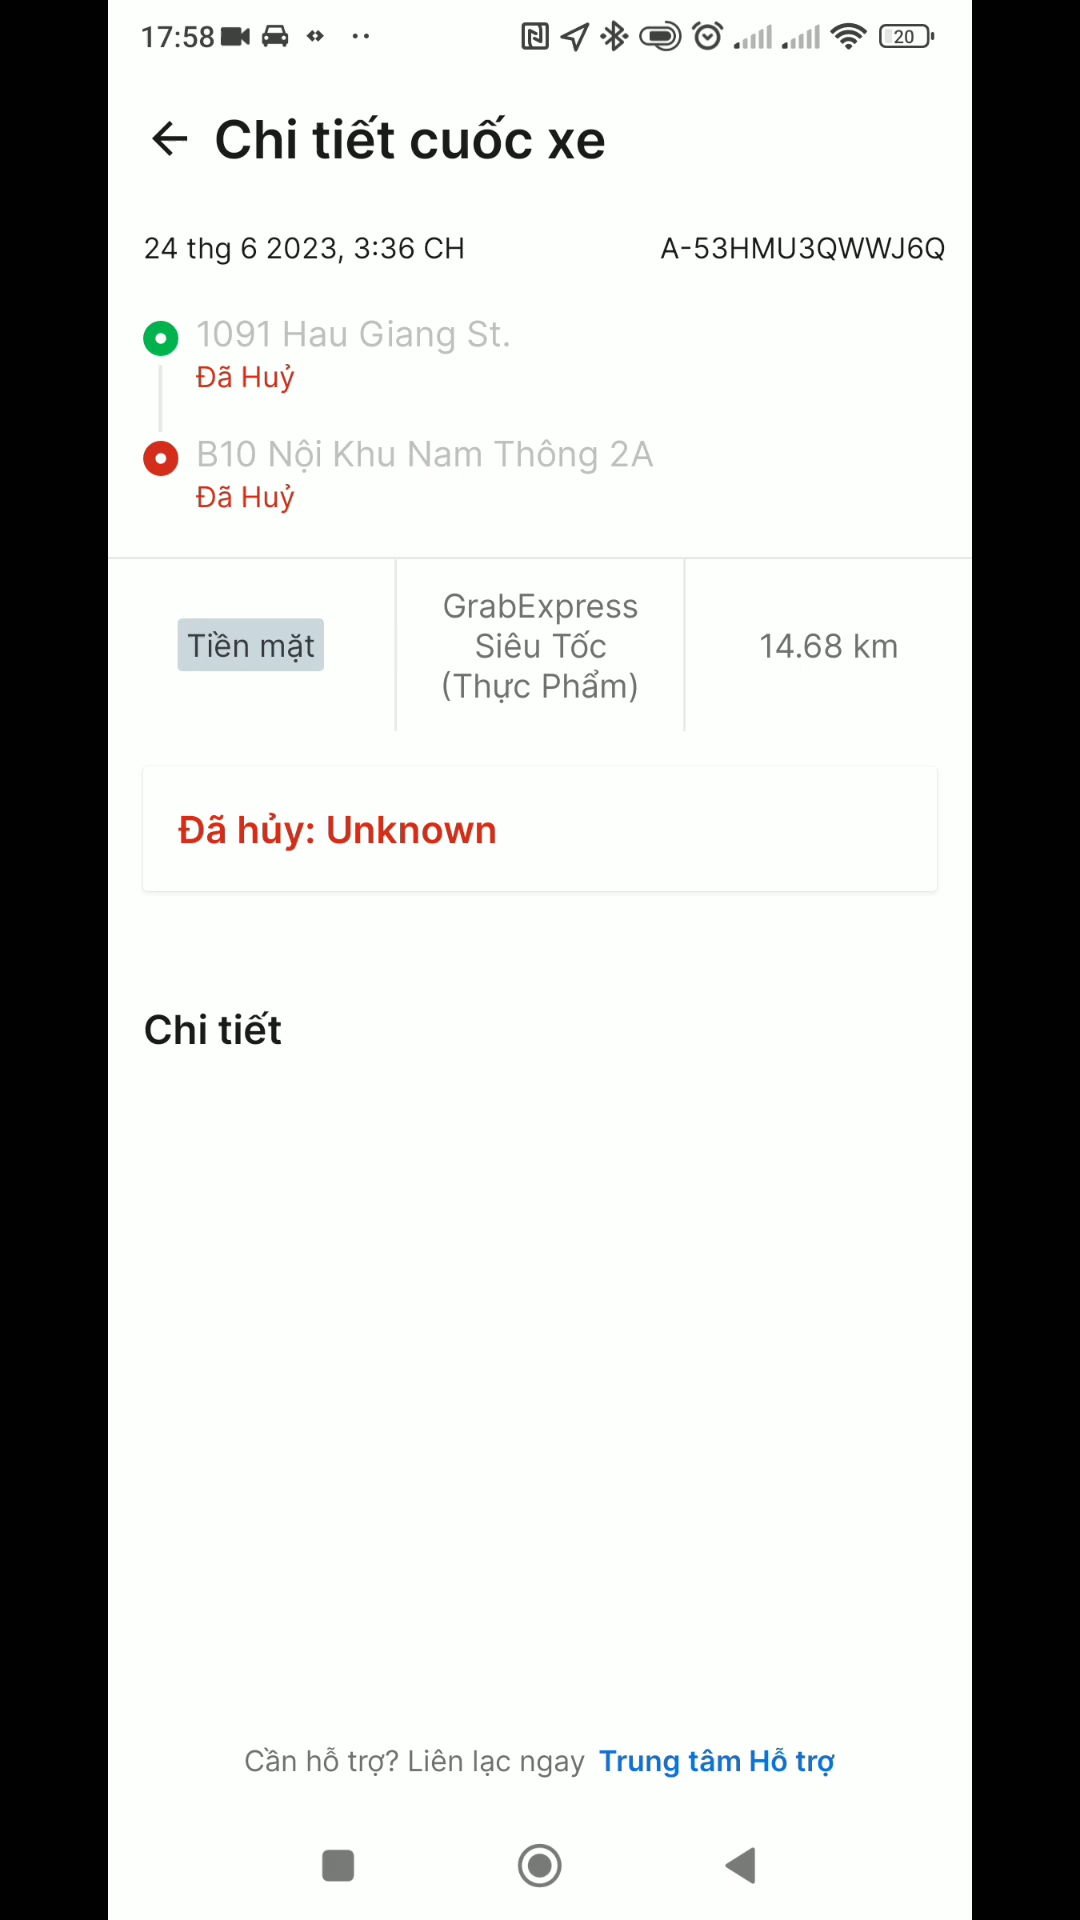 17:58
20
Chi tiết cuốc xe
24 thg 6 2023, 3:36 CH
A-53HMU3QWWJ6Q
1091 Hau Giang St.
Đã Huỷ
B10 Nội Khu Nam Thông 2A
Đã Huỷ
Tiền mặt
GrabExpress
Siêu Tốc
(Thực Phẩm)
14.68 km
Đã hủy: Unknown
Chi tiết
Cần hỗ trợ? Liên lạc ngay Trung tâm Hỗ trợ